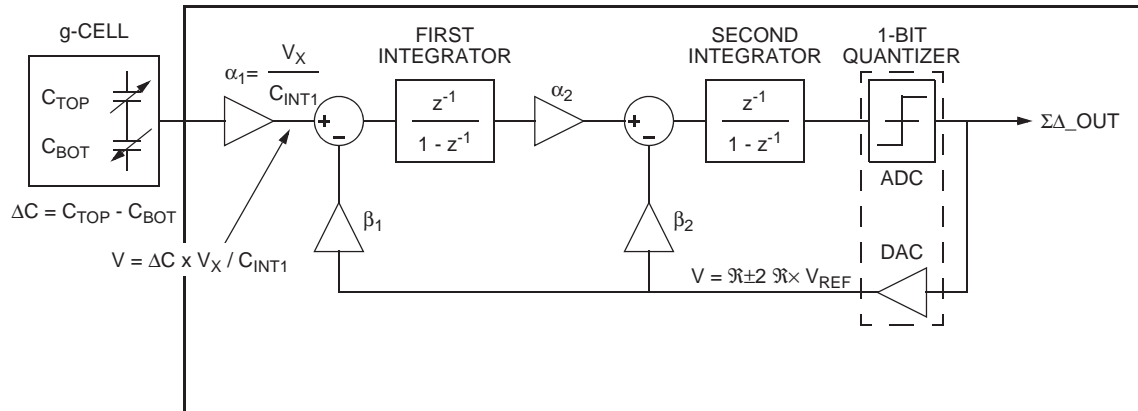 g-CELL
C_TOP
C_BOT
ΔC = C_TOP - C_BOT
α₁= V_X / C_INT1
V = ΔC x V_X / C_INT1
+
-
β₁
FIRST
INTEGRATOR
z⁻¹
1 - z⁻¹
α₂
+
-
β₂
SECOND
INTEGRATOR
z⁻¹
1 - z⁻¹
1-BIT
QUANTIZER
ADC
DAC
V = ℜ±2 ℜ× V_REF
ΣΔ_OUT